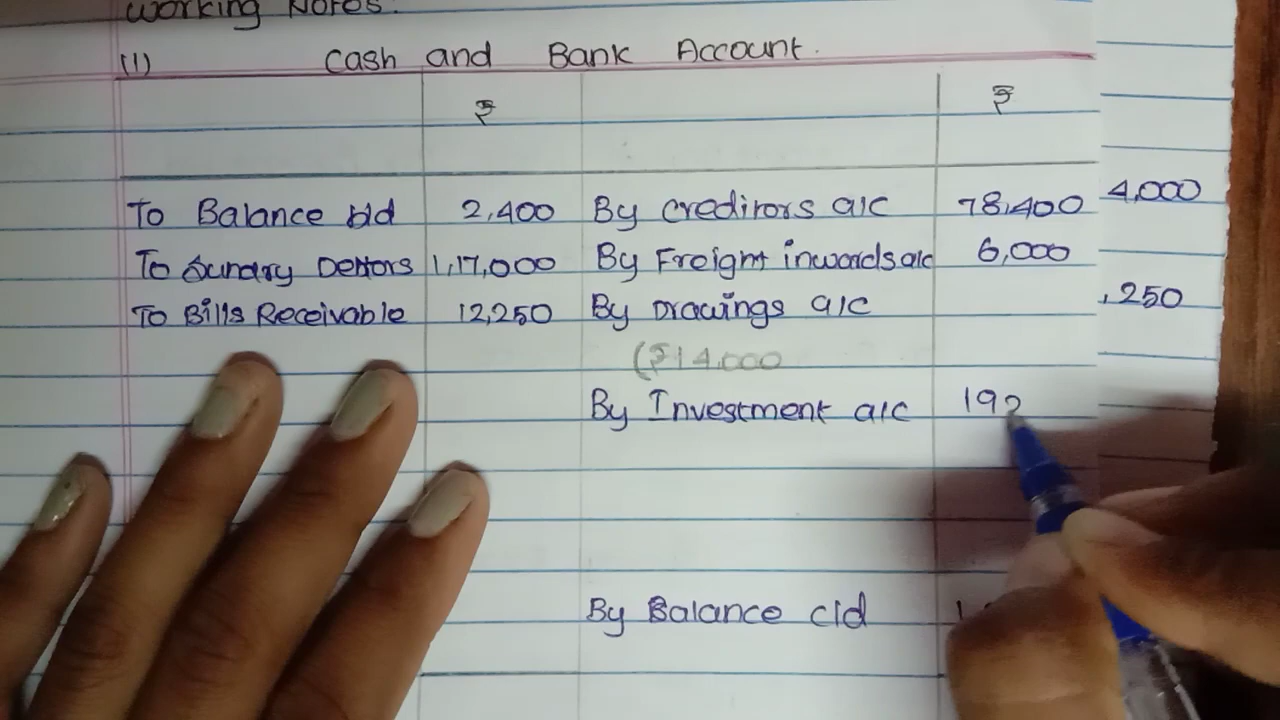 Working Notes:
(1) Cash and Bank Account.
₹ ₹
To Balance b/d 2,400 By Creditors a/c 78,400 4,000
To Sundry Debtors 1,17,000 By Freight inwards a/c 6,000
To Bills Receivable 12,250 By Drawings a/c ,250
(₹14,000
By Investment a/c 192
By Balance c/d